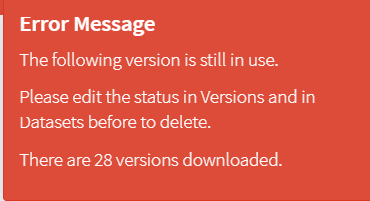 Error Message
The following version is still in use.
Please edit the status in Versions and in
Datasets before to delete.
There are 28 versions downloaded.